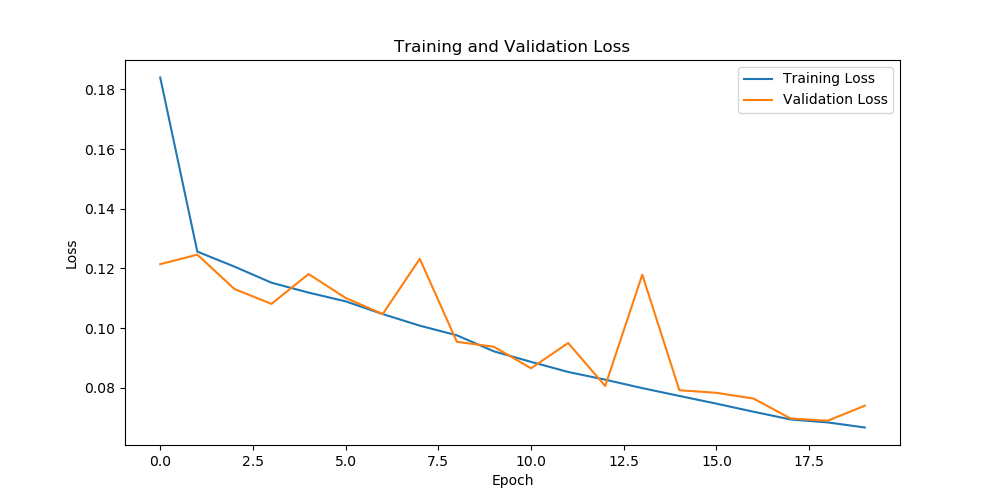 Training and Validation Loss
Training Loss
Validation Loss
0.18
0.16
0.14
0.12
0.10
0.08
Loss
0.0 2.5 5.0 7.5 10.0 12.5 15.0 17.5
Epoch